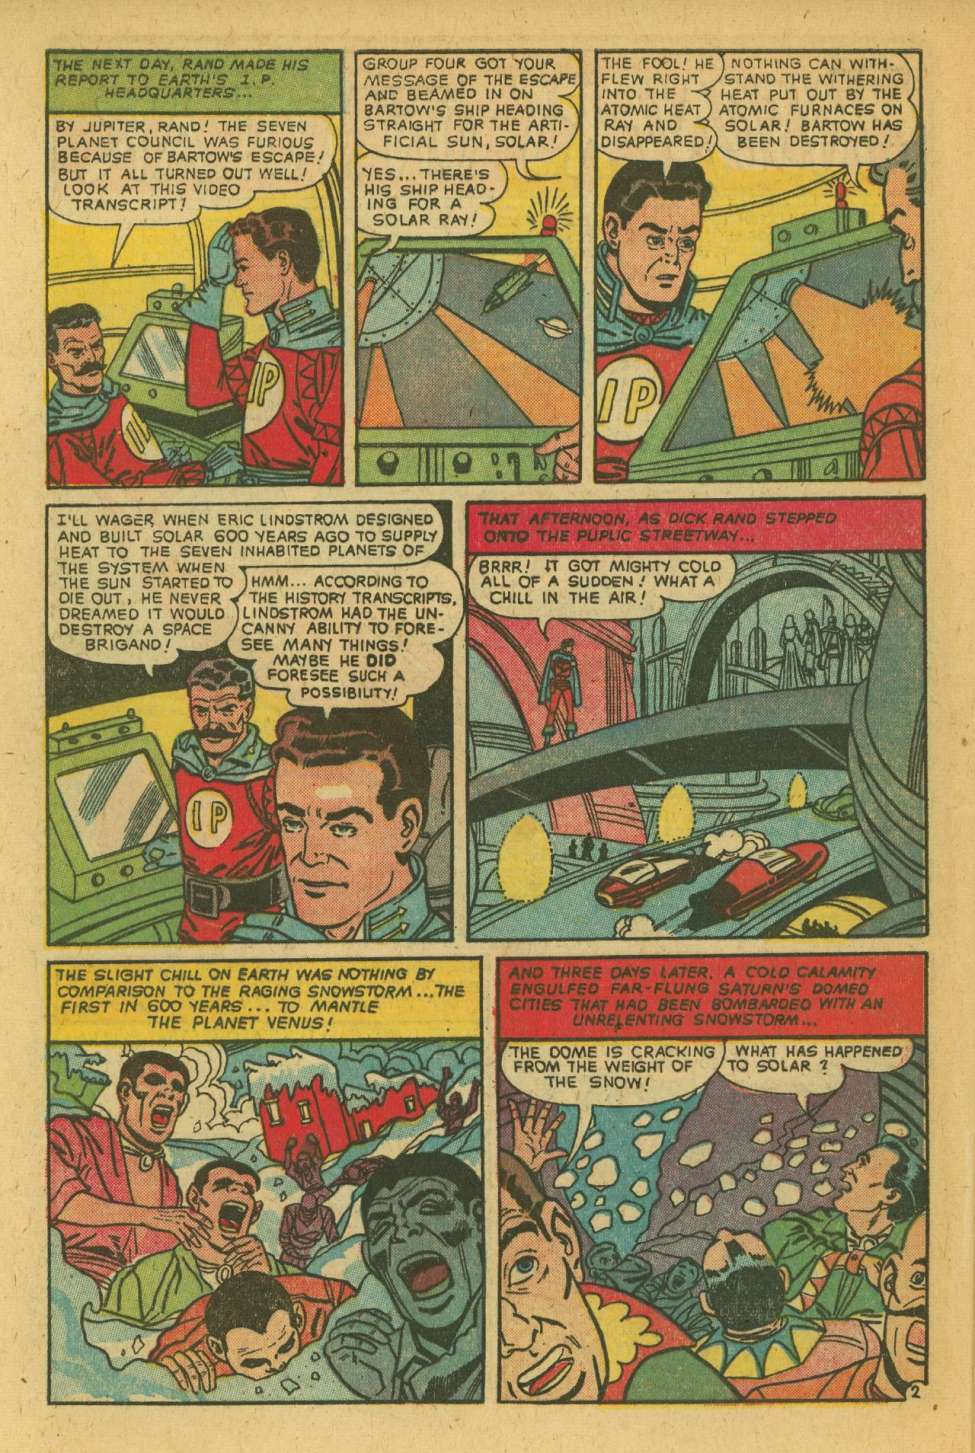 THE NEXT DAY, RAND MADE HIS
REPORT TO EARTH'S I.P.
HEADQUARTERS...
BY JUPITER, RAND! THE SEVEN
PLANET COUNCIL WAS FURIOUS
BECAUSE OF BARTOW'S ESCAPE!
BUT IT ALL TURNED OUT WELL!
LOOK AT THIS VIDEO
TRANSCRIPT!
IP
GROUP FOUR GOT YOUR
MESSAGE OF THE ESCAPE
AND BEAMED IN ON
BARTOW'S SHIP HEADING
STRAIGHT FOR THE ARTI-
FICIAL SUN, SOLAR!
YES... THERE'S
HIS SHIP HEAD-
ING FOR A
SOLAR RAY!
THE FOOL! HE
FLEW RIGHT
INTO THE
ATOMIC HEAT
RAY AND
DISAPPEARED!
NOTHING CAN WITH-
STAND THE WITHERING
HEAT PUT OUT BY THE
ATOMIC FURNACES ON
SOLAR! BARTOW HAS
BEEN DESTROYED!
IP
I'LL WAGER, WHEN ERIC LINDSTROM DESIGNED
AND BUILT SOLAR 600 YEARS AGO TO SUPPLY
HEAT TO THE SEVEN INHABITED PLANETS OF
THE SYSTEM WHEN
THE SUN STARTED TO
DIE OUT, HE NEVER
DREAMED IT WOULD
DESTROY A SPACE
BRIGAND!
HMM... ACCORDING TO
THE HISTORY TRANSCRIPTS,
LINDSTROM HAD THE UN-
CANNY ABILITY TO FORE-
SEE MANY THINGS!
MAYBE HE DID
FORESEE SUCH A
POSSIBILITY!
IP
THAT AFTERNOON, AS DICK RAND STEPPED
ONTO THE PUPLIC STREETWAY...
BRRR! IT GOT MIGHTY COLD
ALL OF A SUDDEN! WHAT A
CHILL IN THE AIR!
THE SLIGHT CHILL ON EARTH WAS NOTHING BY
COMPARISON TO THE RAGING SNOWSTORM...THE
FIRST IN 600 YEARS... TO MANTLE
THE PLANET VENUS!
AND THREE DAYS LATER, A COLD CALAMITY
ENGULFED FAR-FLUNG SATURN'S DOMED
CITIES THAT HAD BEEN BOMBARDED WITH AN
UNRELENTING SNOWSTORM...
THE DOME IS CRACKING
FROM THE WEIGHT OF
THE SNOW!
WHAT HAS HAPPENED
TO SOLAR?
2